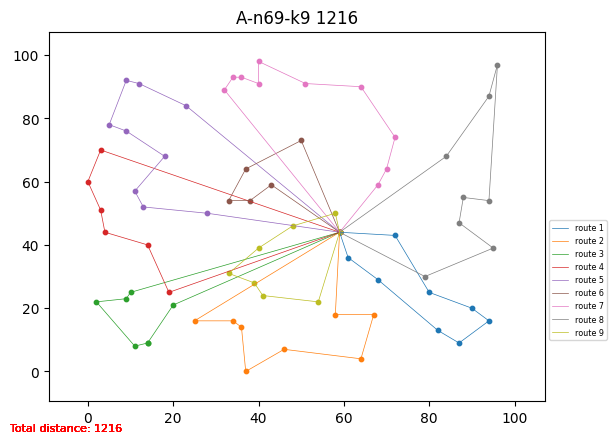 A-n69-k9 1216
100
80
60
40
20
0
0 20 40 60 80 100
route 1
route 2
route 3
route 4
route 5
route 6
route 7
route 8
route 9
Total distance: 1216